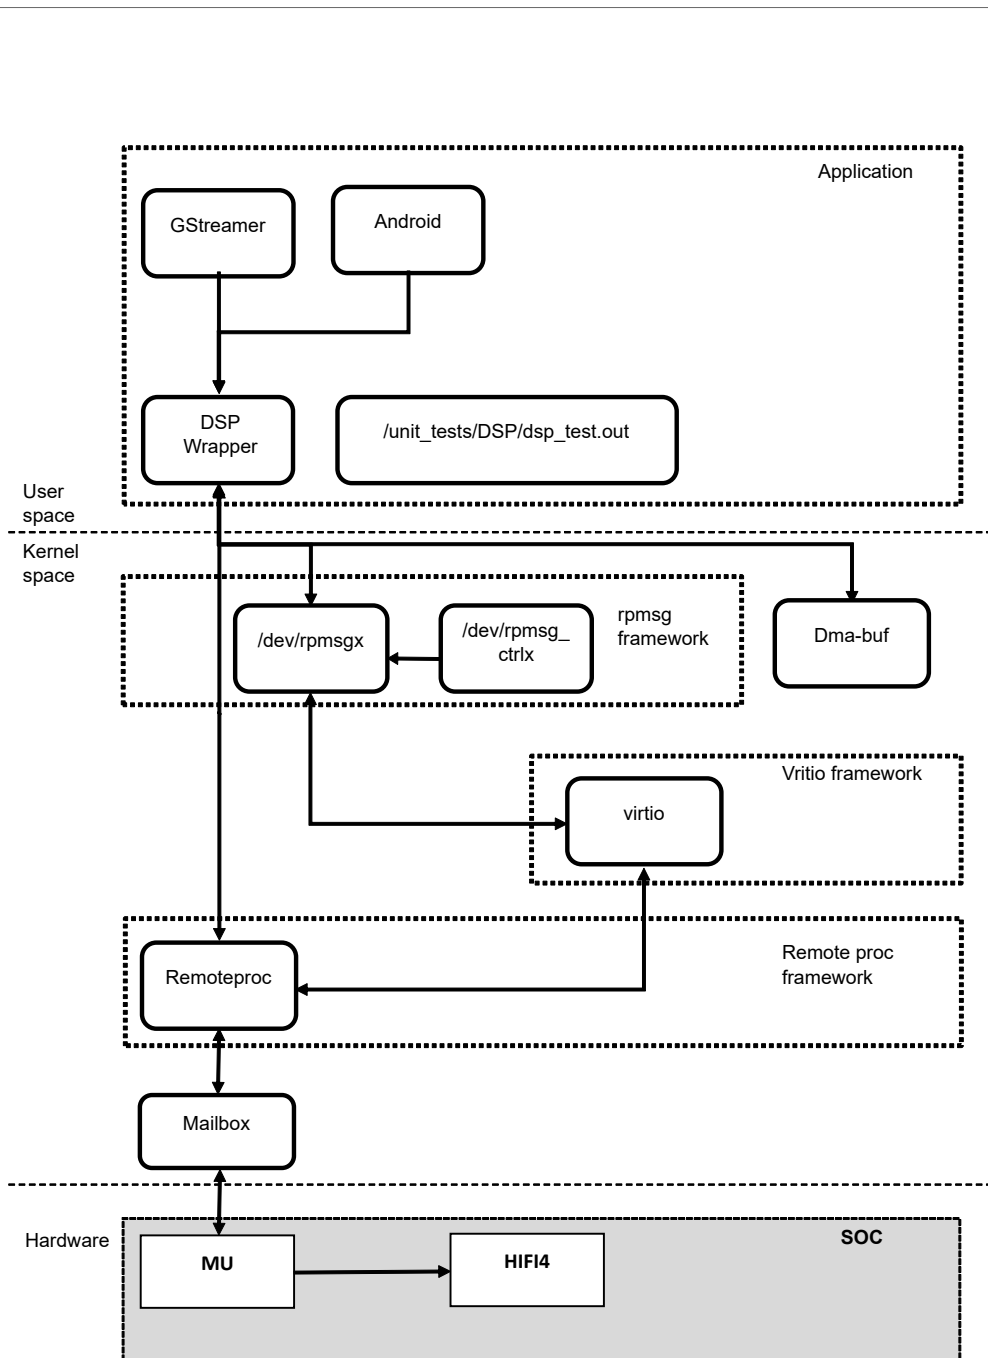 Application
GStreamer
Android
DSP
Wrapper
/unit_tests/DSP/dsp_test.out
User
space
Kernel
space
/dev/rpmsgx
/dev/rpmsg_
ctrlx
rpmsg
framework
Dma-buf
Vritio framework
virtio
Remoteproc
Remote proc
framework
Mailbox
Hardware
SOC
MU
HIFI4